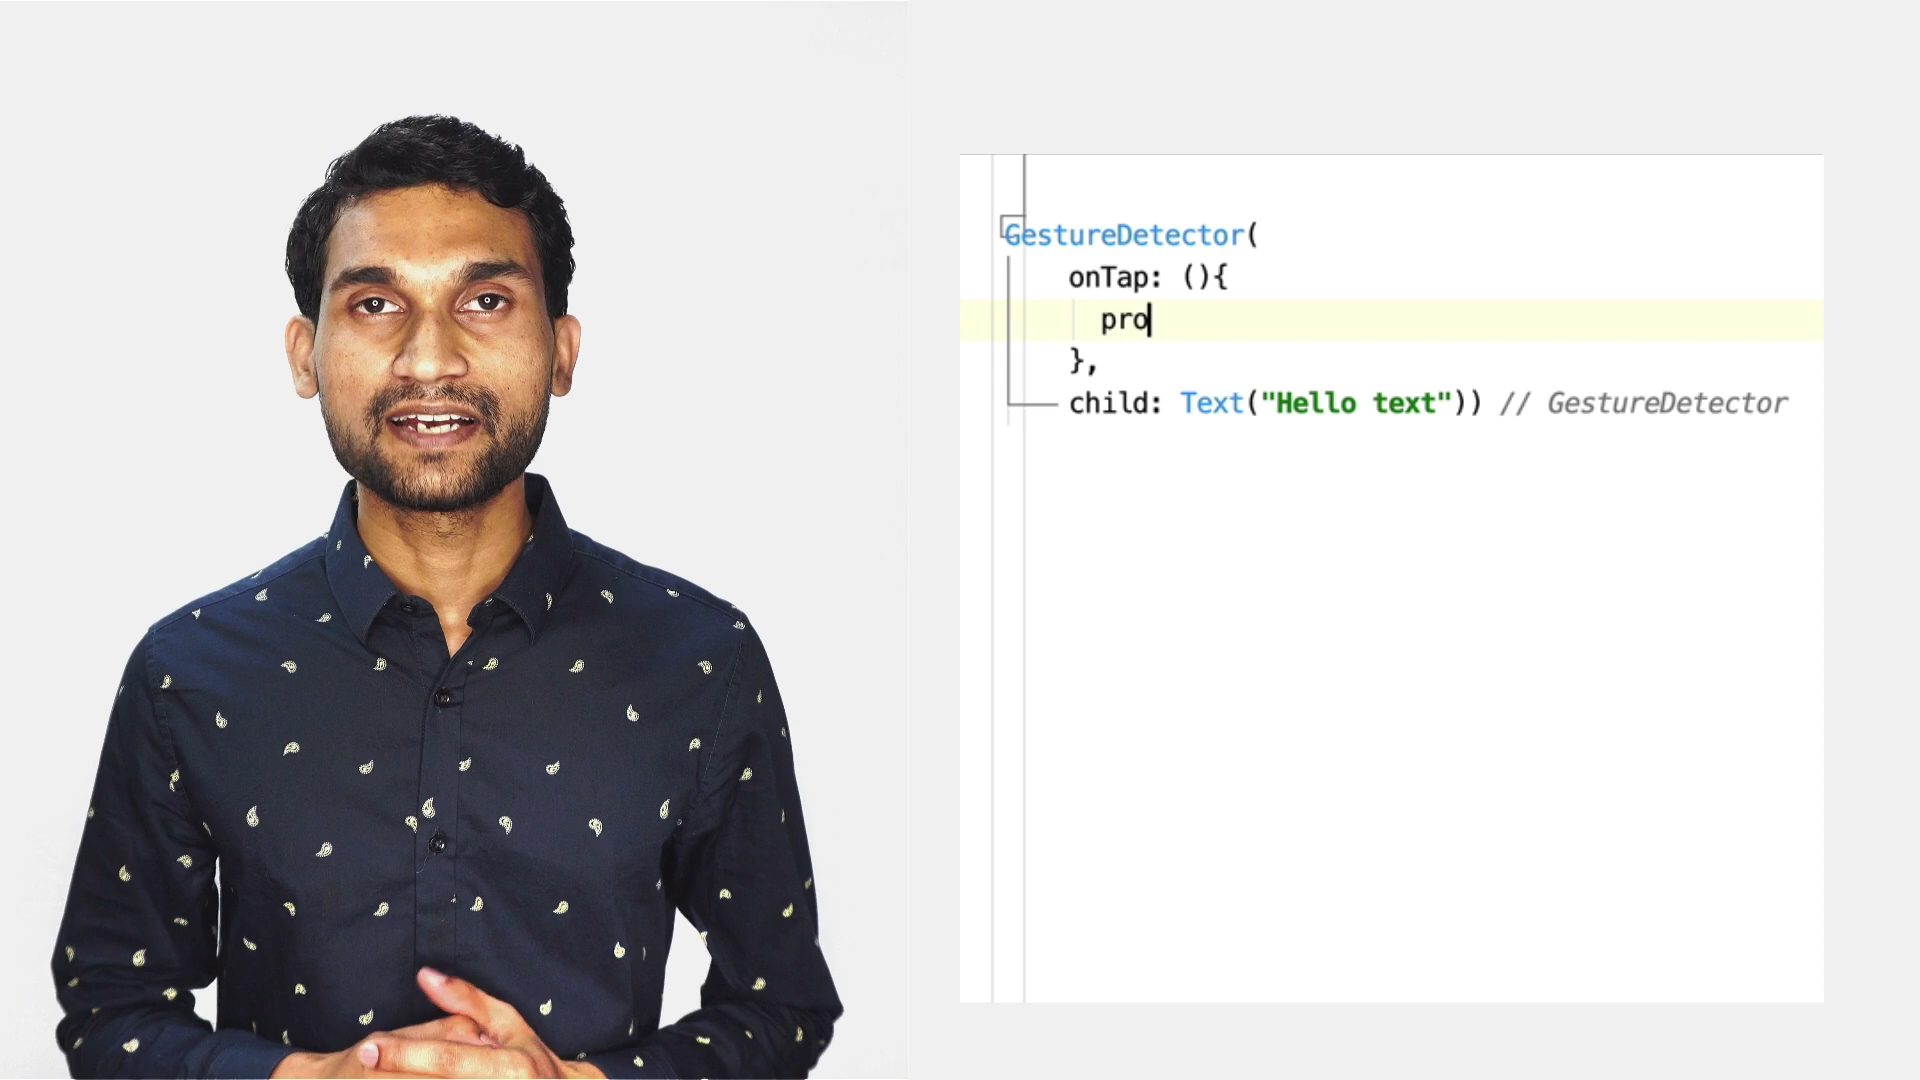 GestureDetector(
onTap: (){
pro
},
child: Text("Hello text")) // GestureDetector